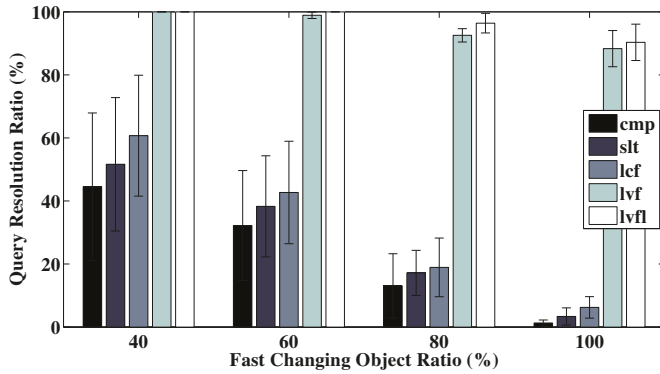 100
80
60
40
20
0
Query Resolution Ratio (%)
cmp
slt
lcf
lvf
lvfl
40
60
80
100
Fast Changing Object Ratio (%)